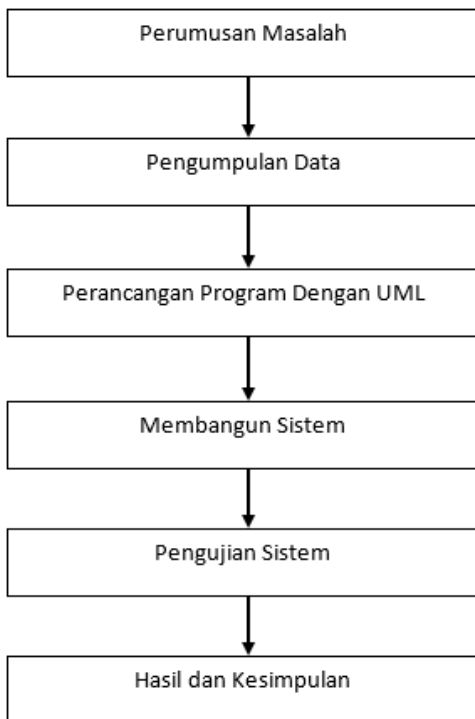 Perumusan Masalah
Pengumpulan Data
Perancangan Program Dengan UML
Membangun Sistem
Pengujian Sistem
Hasil dan Kesimpulan